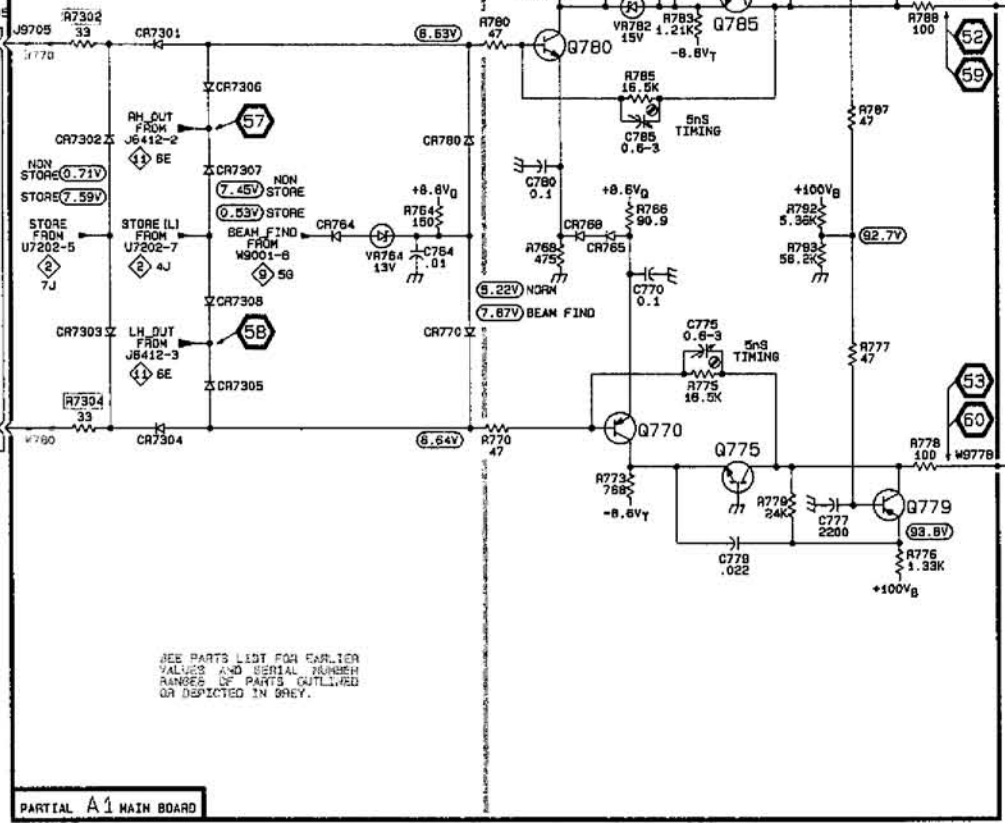 J9705
W770
R7302
33
CR7301
8.63V
R780
47
Q780
VR782
15V
R783
1.21K
-8.6VT
Q785
R788
100
52
59
CR7306
RH_OUT
FROM
J6412-2
11 6E
57
CR7302
CR7307
CR780
R785
16.5K
C785
0.6-3
5nS
TIMING
R787
47
NON
STORE 0.71V
STORE 7.59V
7.45V NON
STORE
0.53V STORE
+8.6VQ
R764
150
C780
0.1
+8.6VQ
R766
90.9
+100VB
R792
5.36K
R793
56.2K
92.7V
STORE
FROM
U7202-5
2
7J
STORE (L)
FROM
U7202-7
2 4J
BEAM_FIND
FROM
W9001-6
9 5G
CR764
VR764
13V
C764
.01
R768
475
CR768
CR765
C770
0.1
CR7308
5.22V NORM
7.67V BEAM FIND
CR7303
LH_OUT
FROM
J6412-3
11 6E
58
CR770
C775
0.6-3
5nS
TIMING
R775
16.5K
R777
47
CR7305
53
60
R7304
33
W780
CR7304
8.64V
R770
47
Q770
Q775
R778
100
W9778
R773
768
-8.6VT
R779
24K
C777
2200
Q779
93.8V
C779
.022
R776
1.33K
+100VB
SEE PARTS LIST FOR EARLIER
VALUES AND SERIAL NUMBER
RANGES OF PARTS OUTLINED
OR DEPICTED IN GREY.
PARTIAL A1 MAIN BOARD